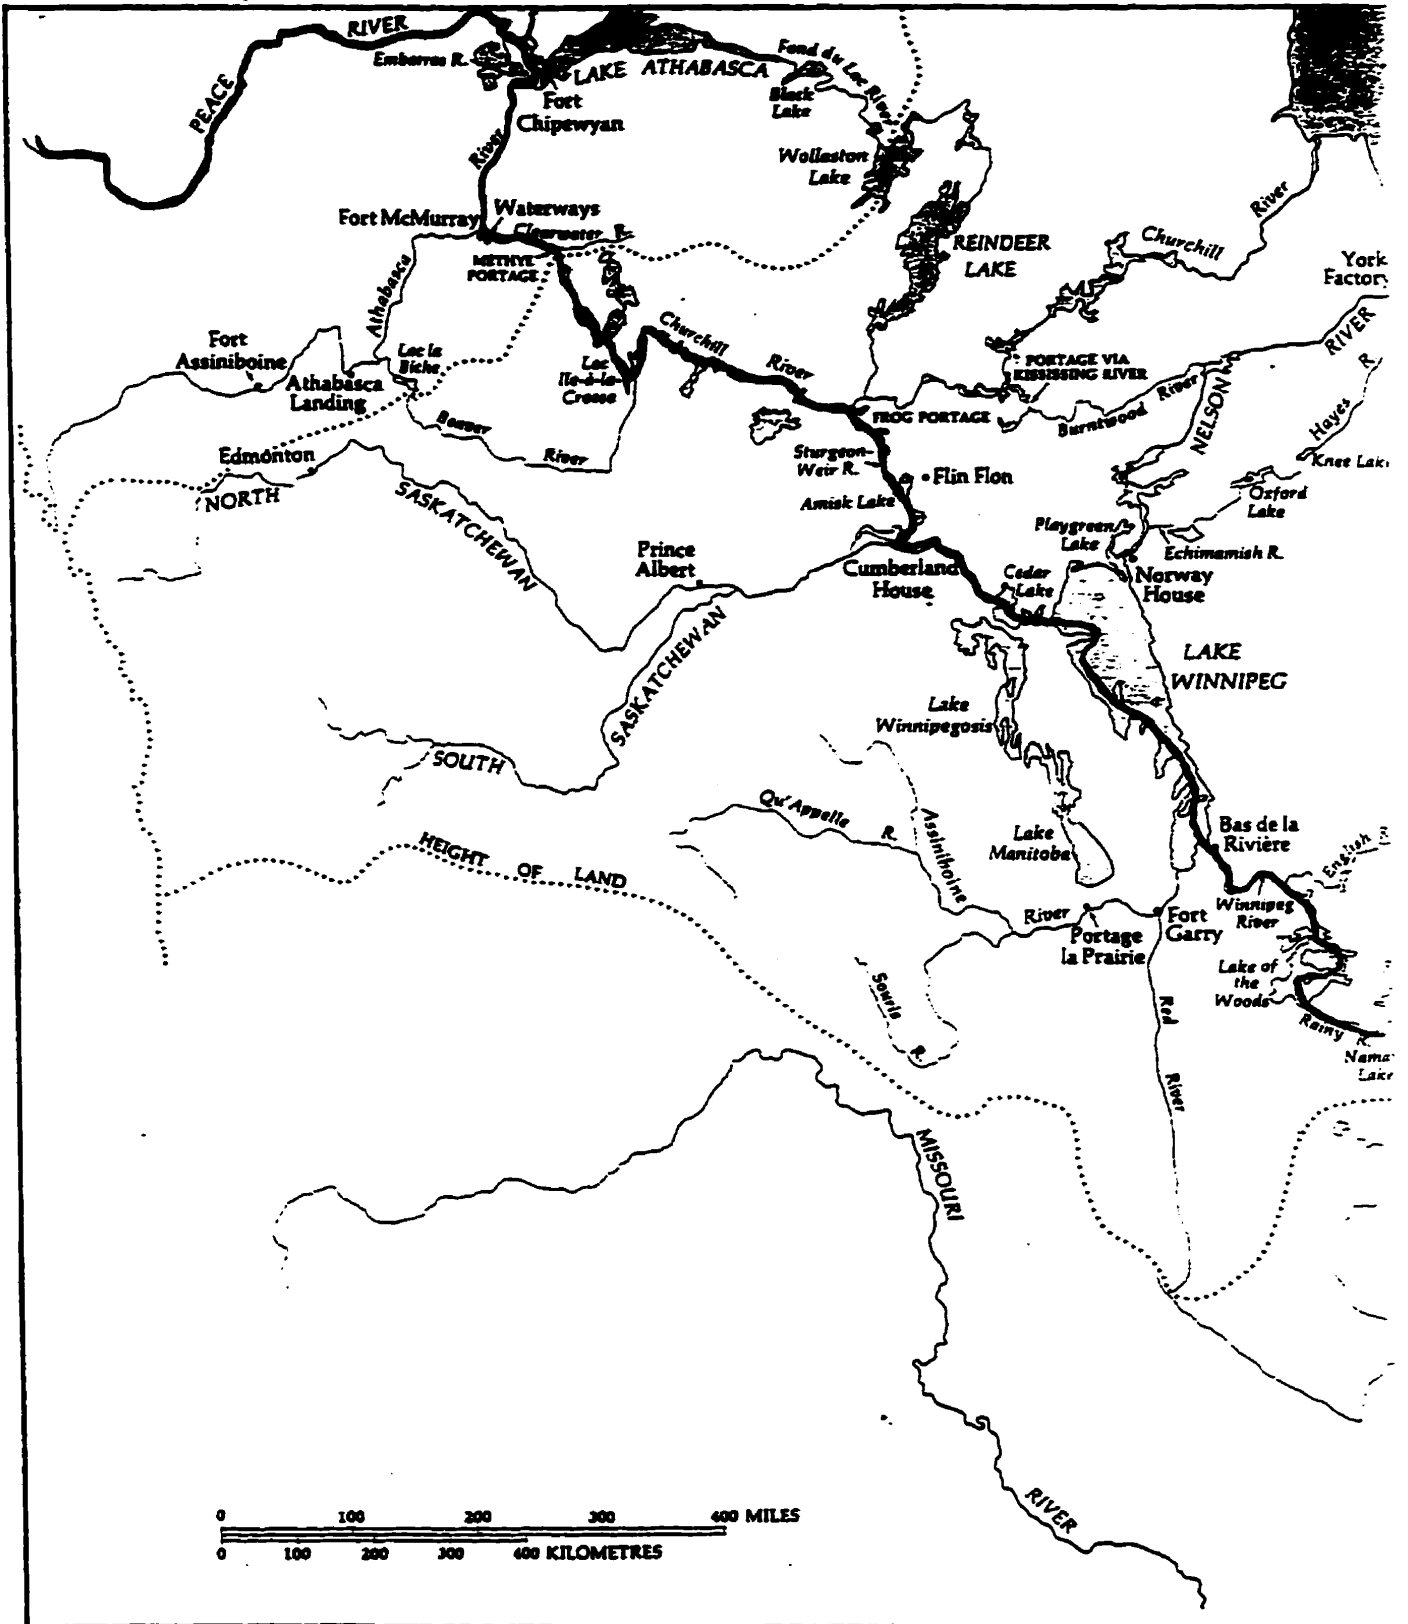 RIVER
PEACE
Embarras R.
LAKE ATHABASCA
Fond du Lac River
Black
Lake
Fort
Chipewyan
River
Wollaston
Lake
Fort McMurray
Waterways
Clearwater R.
METHYE
PORTAGE
Athabasca
REINDEER
LAKE
Churchill
River
York
Factory
RIVER
Fort
Assiniboine
Athabasca
Landing
Lac la
Biche
Lac
Ile-à-la-
Crosse
Churchill
River
PORTAGE VIA
KISSISSING RIVER
FROG PORTAGE
Burntwood River
NELSON
Hayes R.
Knee Lake
Beaver
River
Edmonton
NORTH
SASKATCHEWAN
Sturgeon-
Weir R.
Flin Flon
Amisk Lake
Oxford
Lake
Playgreen
Lake
Echimamish R.
Prince
Albert
Cumberland
House
Cedar
Lake
Norway
House
SASKATCHEWAN
SOUTH
LAKE
WINNIPEG
Lake
Winnipegosis
Qu'Appelle R.
Assiniboine
River
Lake
Manitoba
Bas de la
Rivière
English
R
Winnipeg
River
Fort
Garry
Portage
la Prairie
HEIGHT OF LAND
Souris
R.
Red
River
Lake of
the
Woods
Rainy R.
Nama
Lake
MISSOURI
RIVER
0 100 200 300 400 MILES
0 100 200 300 400 KILOMETRES